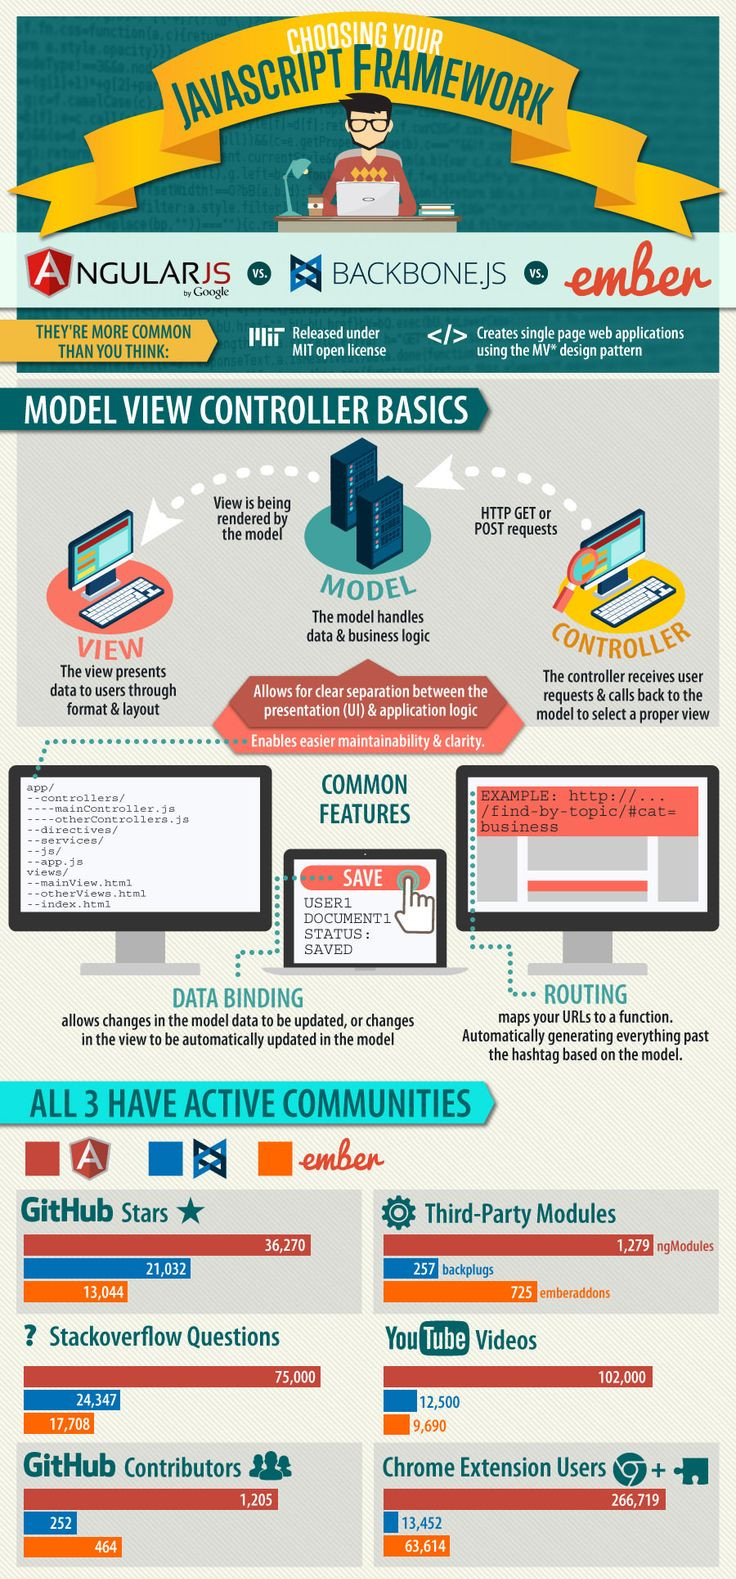 CHOOSING YOUR
JAVASCRIPT FRAMEWORK
ANGULARJS
by Google
VS.
BACKBONE.JS
VS.
ember
THEY'RE MORE COMMON
THAN YOU THINK:
MIT
Released under
MIT open license
</>
Creates single page web applications
using the MV* design pattern
MODEL VIEW CONTROLLER BASICS
View is being
rendered by
the model
HTTP GET or
POST requests
MODEL
The model handles
data & business logic
VIEW
The view presents
data to users through
format & layout
CONTROLLER
The controller receives user
requests & calls back to the
model to select a proper view
Allows for clear separation between the
presentation (UI) & application logic
Enables easier maintainability & clarity.
app/
--controllers/
----mainController.js
----otherControllers.js
--directives/
--services/
--js/
--app.js
views/
--mainView.html
--otherViews.html
--index.html
COMMON
FEATURES
SAVE
USER1
DOCUMENT1
STATUS:
SAVED
EXAMPLE: http://...
/find-by-topic/#cat=
business
DATA BINDING
allows changes in the model data to be updated, or changes
in the view to be automatically updated in the model
ROUTING
maps your URLs to a function.
Automatically generating everything past
the hashtag based on the model.
ALL 3 HAVE ACTIVE COMMUNITIES
A
ember
GitHub Stars
36,270
21,032
13,044
Third-Party Modules
1,279 ngModules
257 backplugs
725 emberaddons
? Stackoverflow Questions
75,000
24,347
17,708
YouTube Videos
102,000
12,500
9,690
GitHub Contributors
1,205
252
464
Chrome Extension Users +
266,719
13,452
63,614